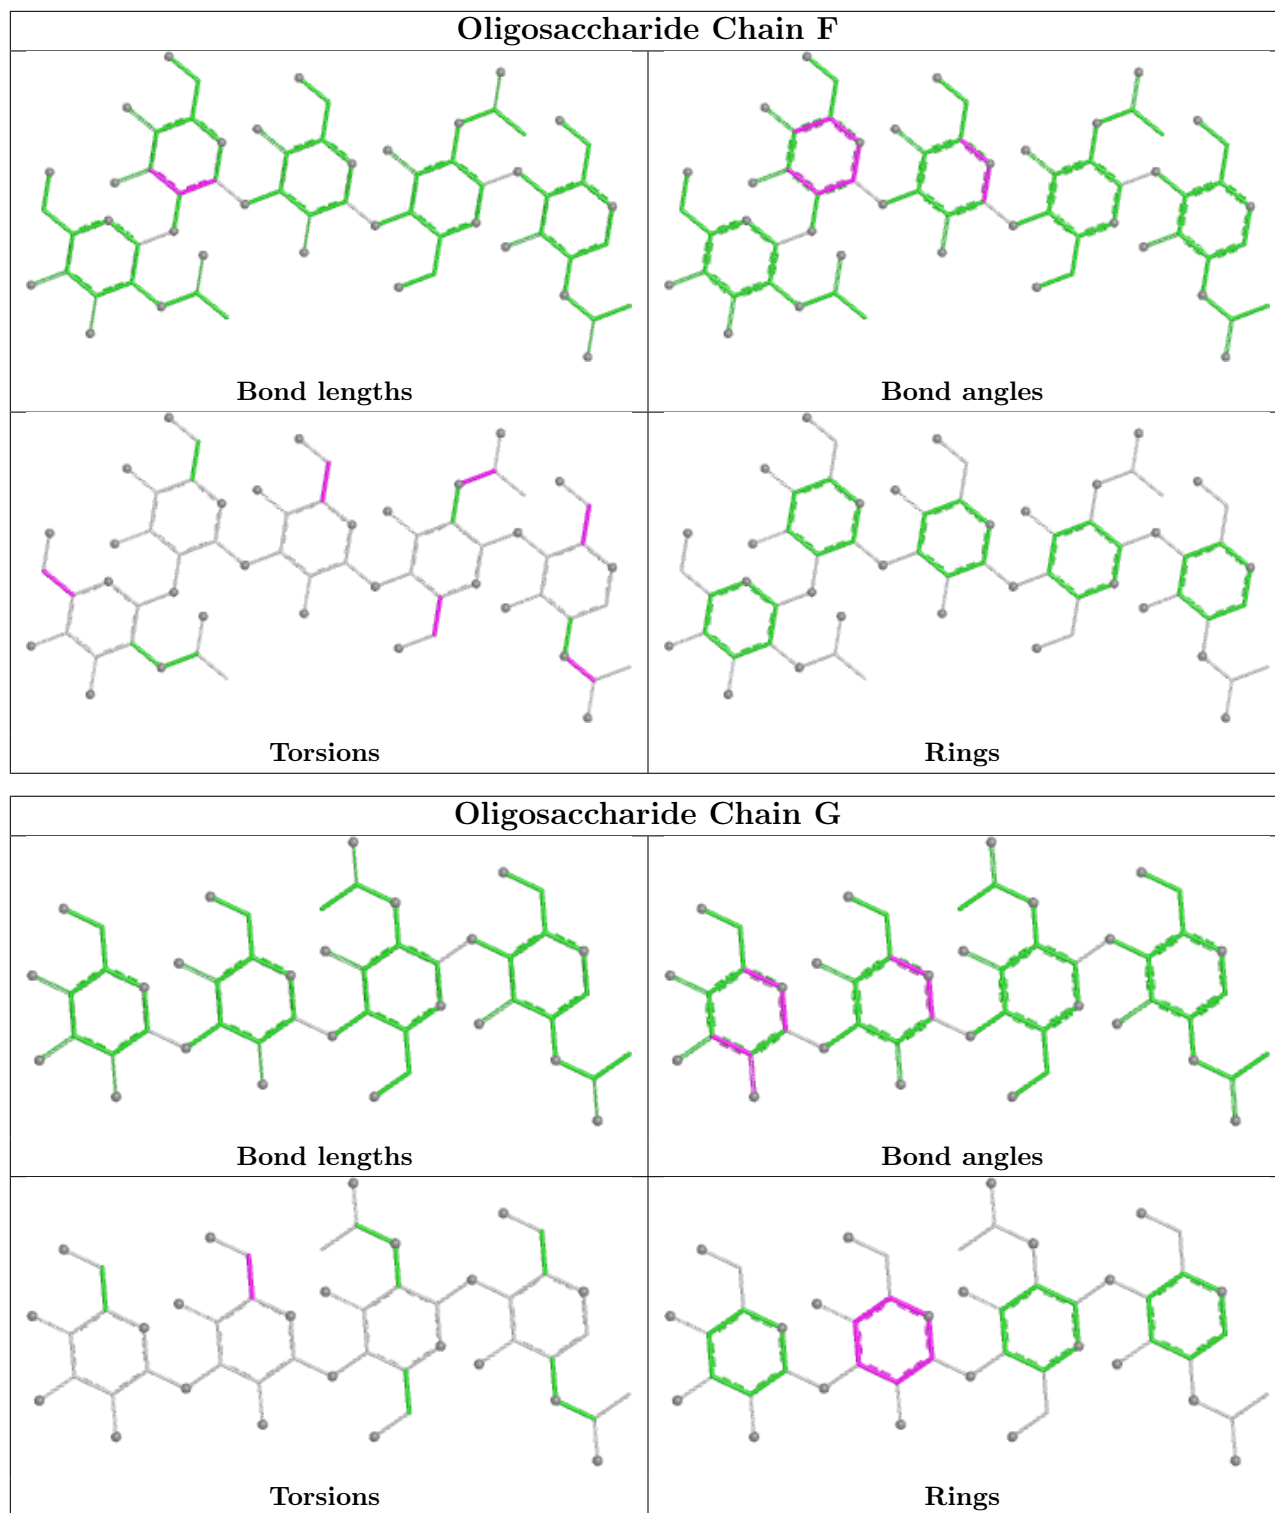 Oligosaccharide Chain F
Bond lengths
Bond angles
Torsions
Rings
Oligosaccharide Chain G
Bond lengths
Bond angles
Torsions
Rings